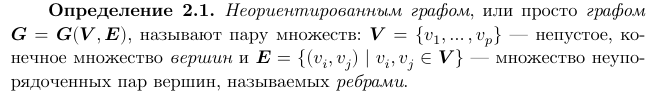 Определение 2.1. Неориентированным графом, или просто графом
G = G(V, E), называют пару множеств: V = {v₁, ..., vₚ} — непустое, ко-
нечное множество вершин и E = {(vᵢ, vⱼ) | vᵢ, vⱼ ∈ V} — множество неупо-
рядоченных пар вершин, называемых ребрами.